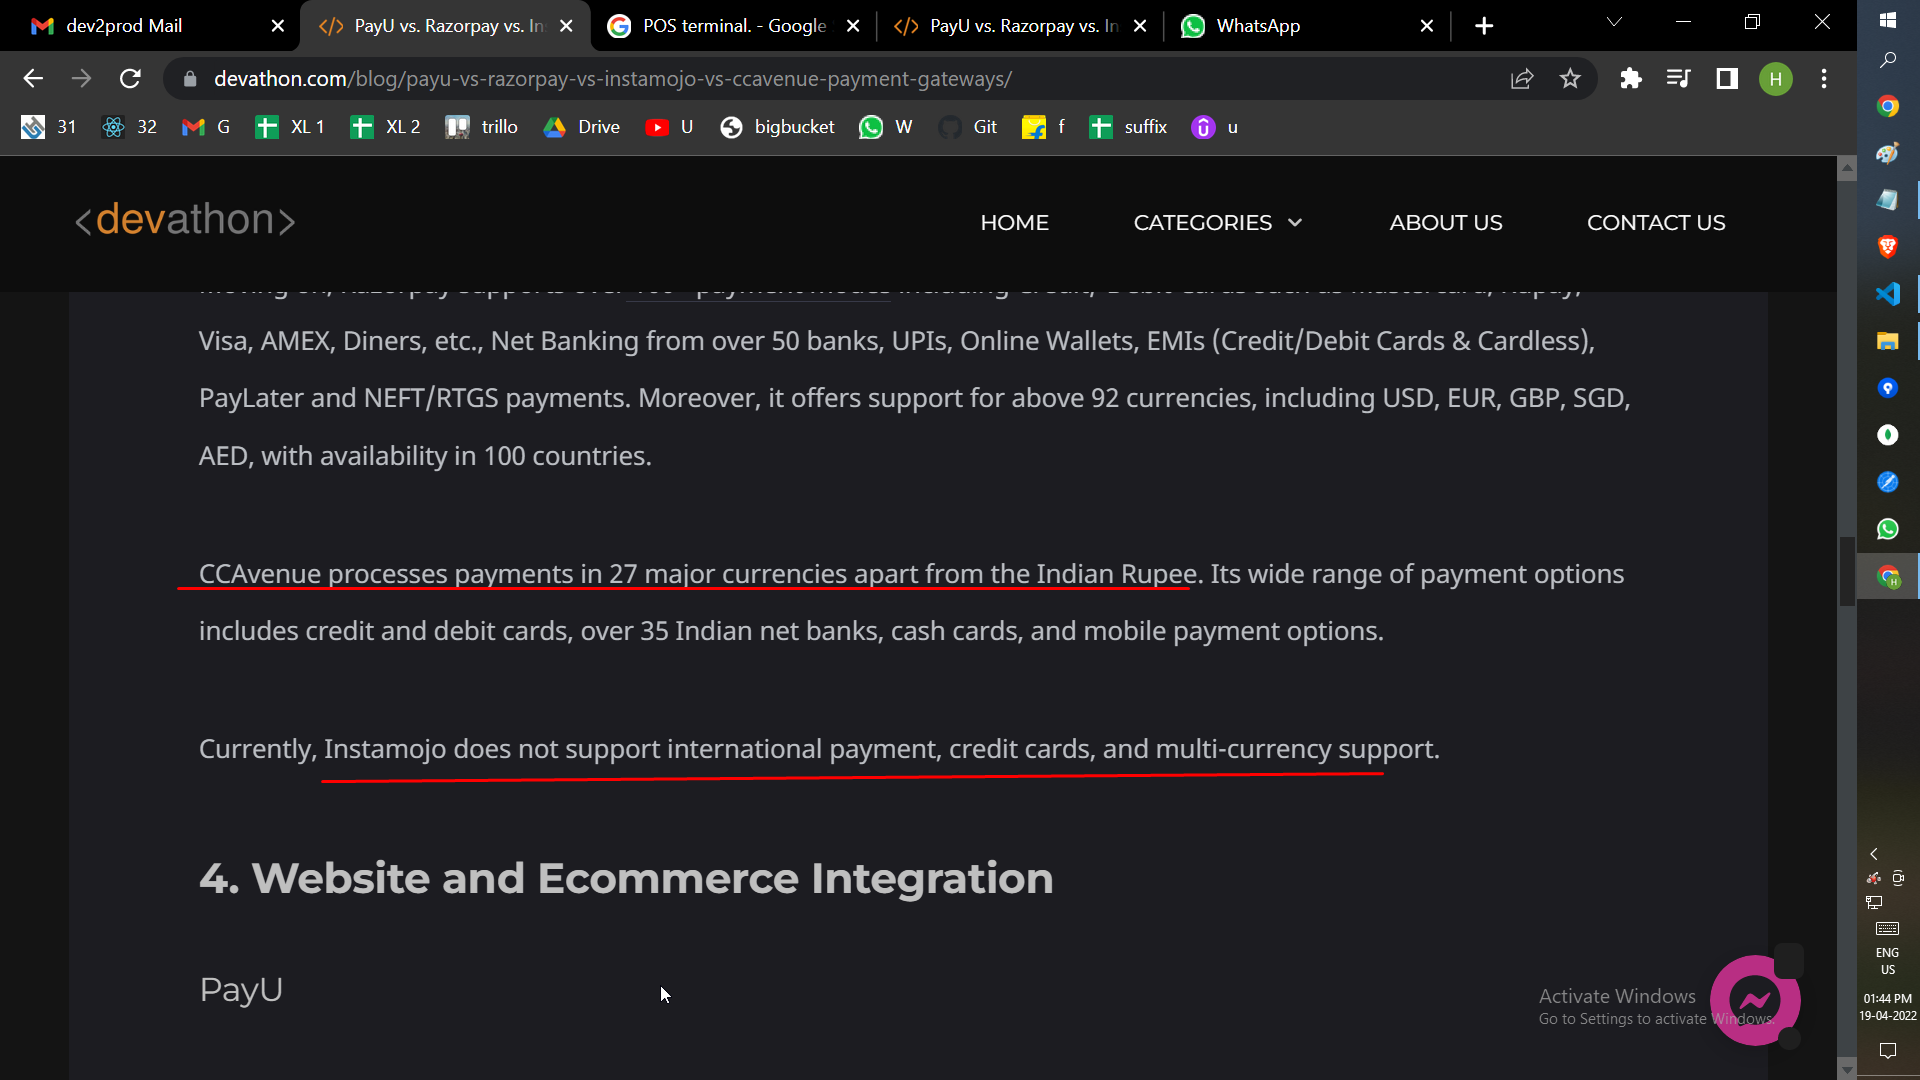 dev2prod Mail
PayU vs. Razorpay vs. In
POS terminal. - Google
PayU vs. Razorpay vs. In
WhatsApp
devathon.com/blog/payu-vs-razorpay-vs-instamojo-vs-ccavenue-payment-gateways/
H
31
32
G
XL 1
XL 2
trillo
Drive
U
bigbucket
W
Git
f
suffix
u
<devathon>
HOME
CATEGORIES
ABOUT US
CONTACT US
Visa, AMEX, Diners, etc., Net Banking from over 50 banks, UPIs, Online Wallets, EMIs (Credit/Debit Cards & Cardless),
PayLater and NEFT/RTGS payments. Moreover, it offers support for above 92 currencies, including USD, EUR, GBP, SGD,
AED, with availability in 100 countries.
CCAvenue processes payments in 27 major currencies apart from the Indian Rupee. Its wide range of payment options
includes credit and debit cards, over 35 Indian net banks, cash cards, and mobile payment options.
Currently, Instamojo does not support international payment, credit cards, and multi-currency support.
4. Website and Ecommerce Integration
PayU
Activate Windows
Go to Settings to activate Windows.
ENG
US
01:44 PM
19-04-2022